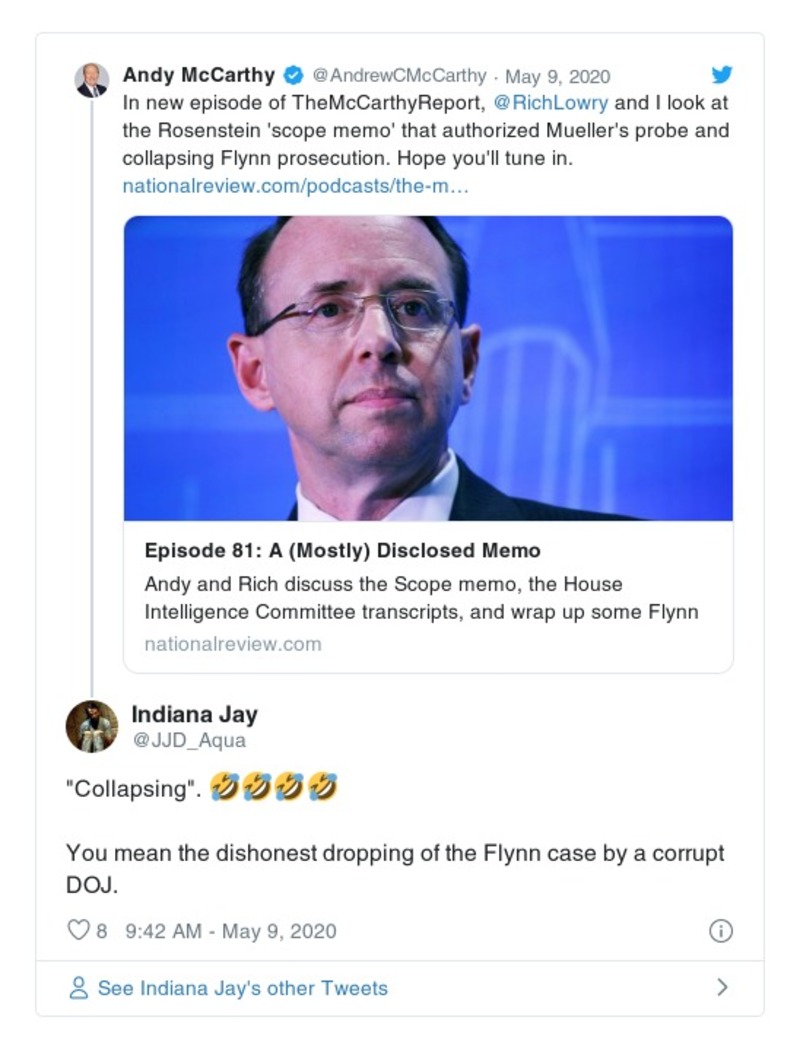 Andy McCarthy @AndrewCMcCarthy · May 9, 2020
In new episode of TheMcCarthyReport, @RichLowry and I look at
the Rosenstein 'scope memo' that authorized Mueller's probe and
collapsing Flynn prosecution. Hope you'll tune in.
nationalreview.com/podcasts/the-m…
Episode 81: A (Mostly) Disclosed Memo
Andy and Rich discuss the Scope memo, the House
Intelligence Committee transcripts, and wrap up some Flynn
nationalreview.com
Indiana Jay
@JJD_Aqua
"Collapsing". 🤣🤣🤣🤣
You mean the dishonest dropping of the Flynn case by a corrupt
DOJ.
8 9:42 AM - May 9, 2020
See Indiana Jay's other Tweets